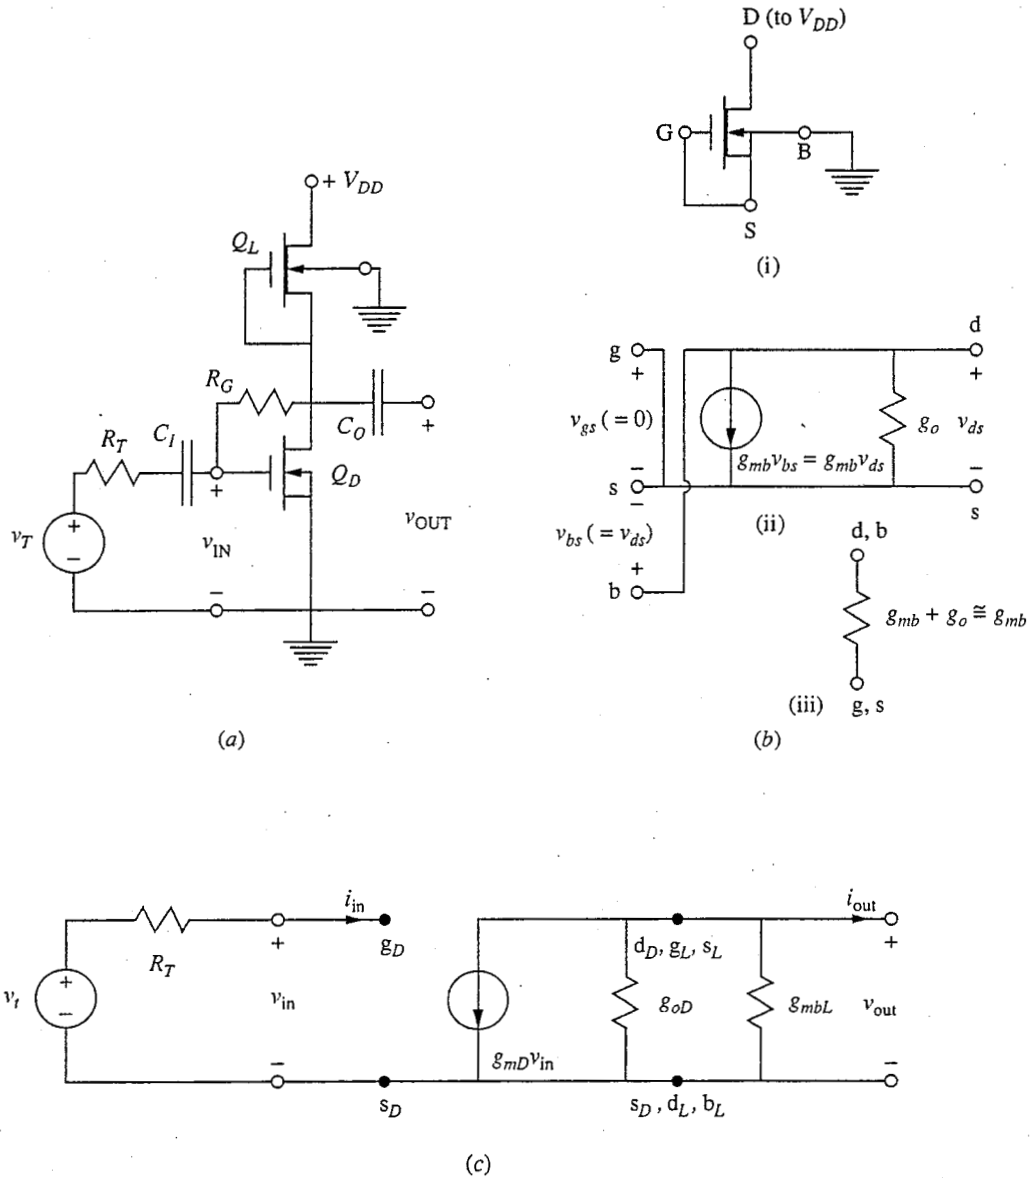 D (to V_DD)
G
B
S
(i)
+ V_DD
Q_L
R_G
C_O
+
R_T
C_I
+
Q_D
v_T
+
−
v_IN
v_OUT
−
−
(a)
g
+
v_gs (= 0)
−
s
−
v_bs (= v_ds)
+
b
d
+
g_o
v_ds
g_mb v_bs = g_mb v_ds
−
s
(ii)
d, b
g_mb + g_o ≅ g_mb
(iii)
g, s
(b)
v_t
+
−
R_T
+
v_in
−
i_in
g_D
s_D
g_mD v_in
d_D, g_L, s_L
g_oD
g_mbL
i_out
+
v_out
−
s_D, d_L, b_L
(c)